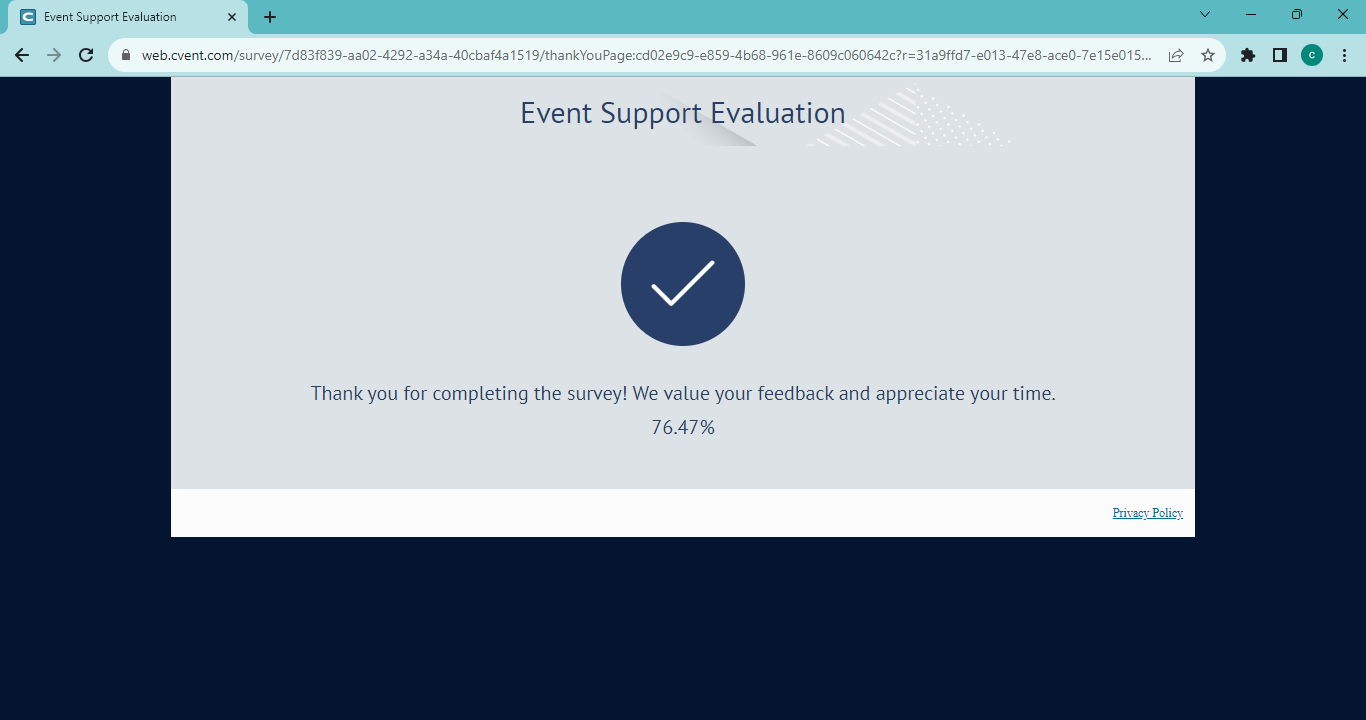 Event Support Evaluation
web.cvent.com/survey/7d83f839-aa02-4292-a34a-40cbaf4a1519/thankYouPage:cd02e9c9-e859-4b68-961e-8609c060642c?r=31a9ffd7-e013-47e8-ace0-7e15e015...
C
Event Support Evaluation
Thank you for completing the survey! We value your feedback and appreciate your time.
76.47%
Privacy Policy